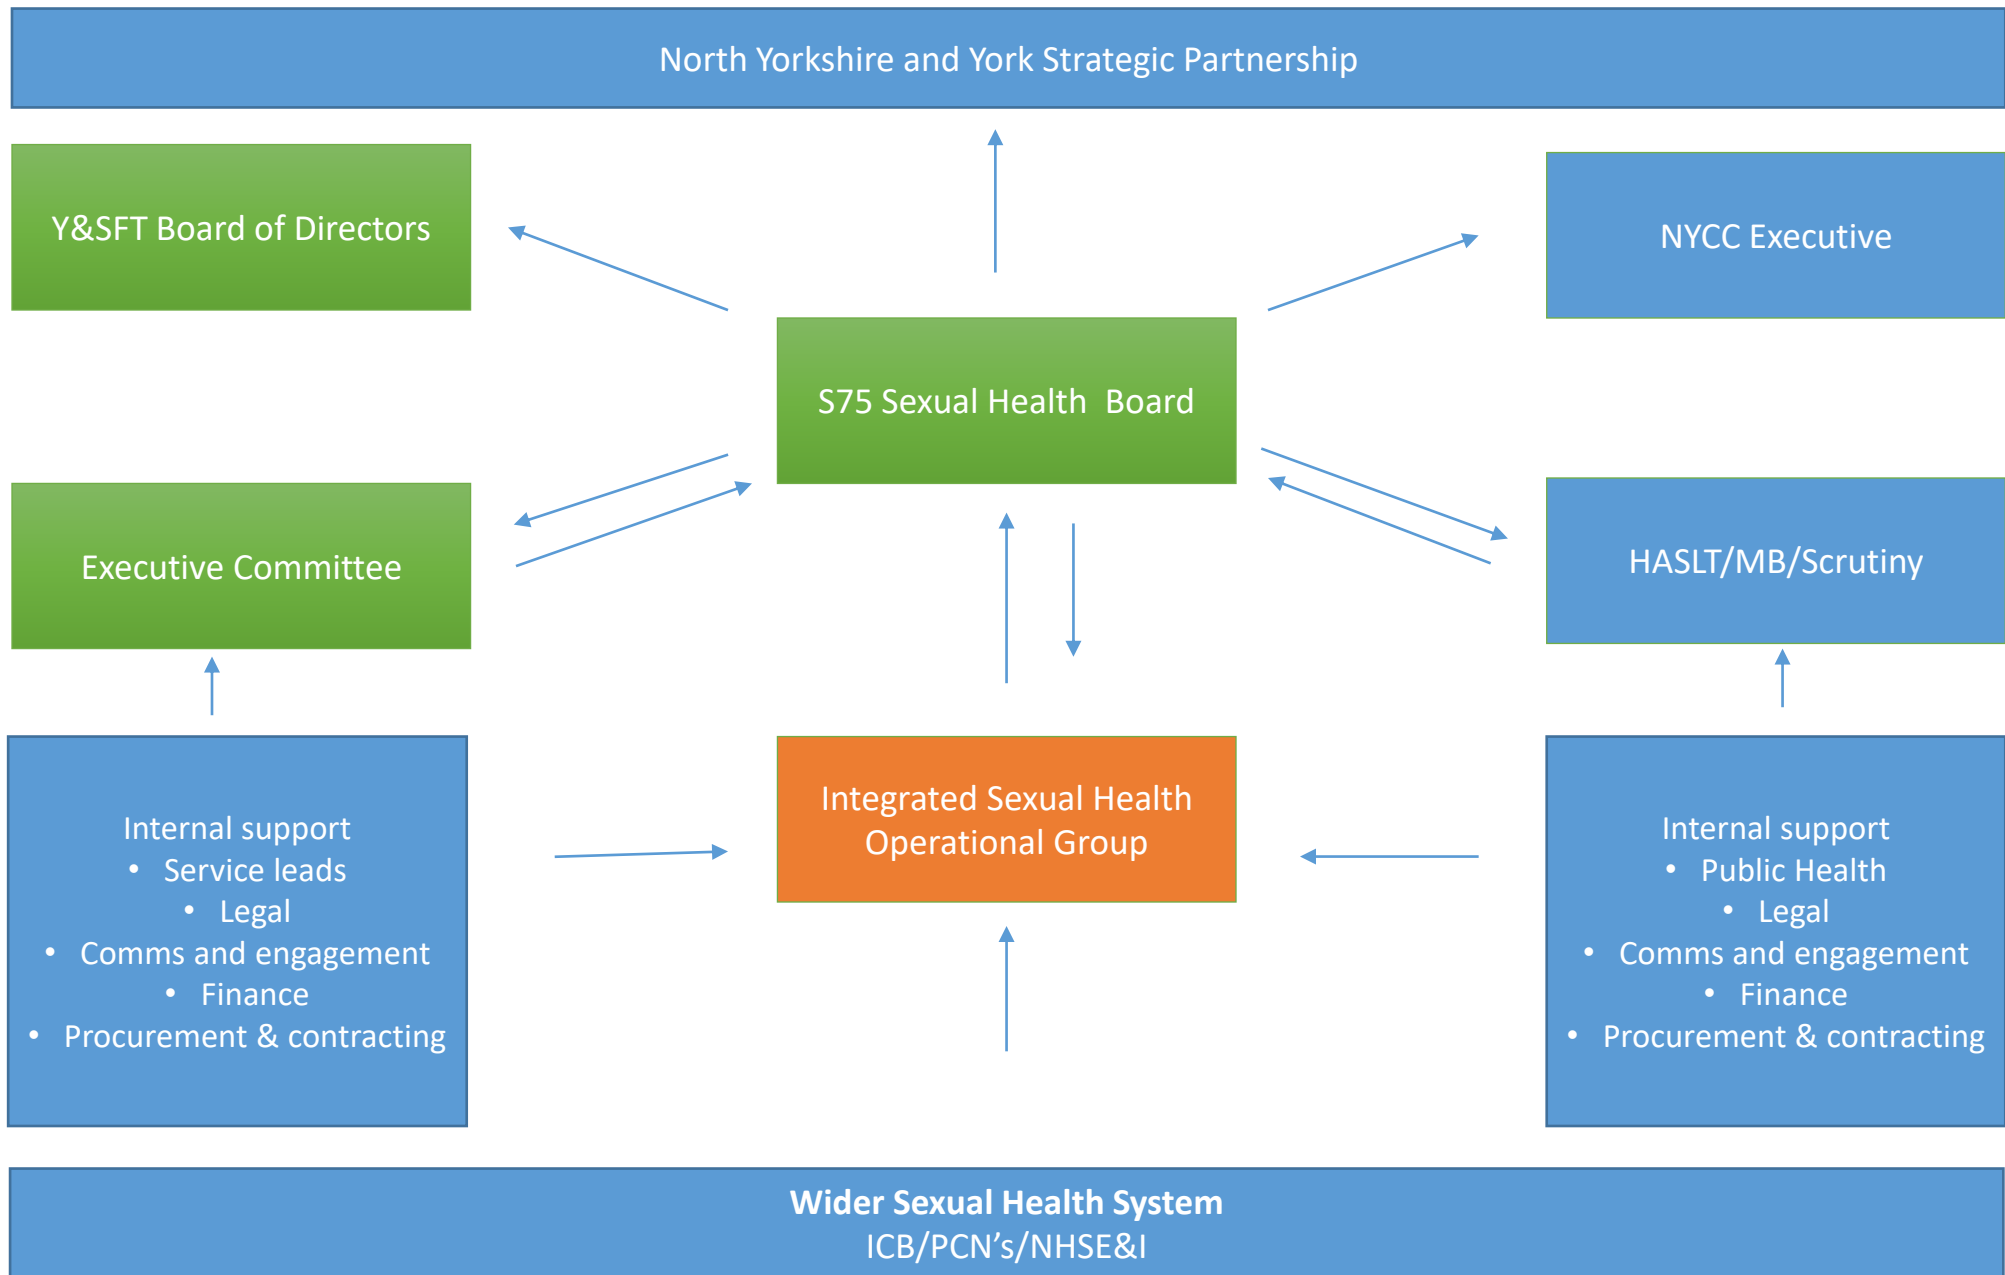 North Yorkshire and York Strategic Partnership
Y&SFT Board of Directors
NYCC Executive
S75 Sexual Health  Board
Executive Committee
HASLT/MB/Scrutiny
Internal support
• Service leads
• Legal
• Comms and engagement
• Finance
• Procurement & contracting
Integrated Sexual Health
Operational Group
Internal support
• Public Health
• Legal
• Comms and engagement
• Finance
• Procurement & contracting
Wider Sexual Health System
ICB/PCN’s/NHSE&I